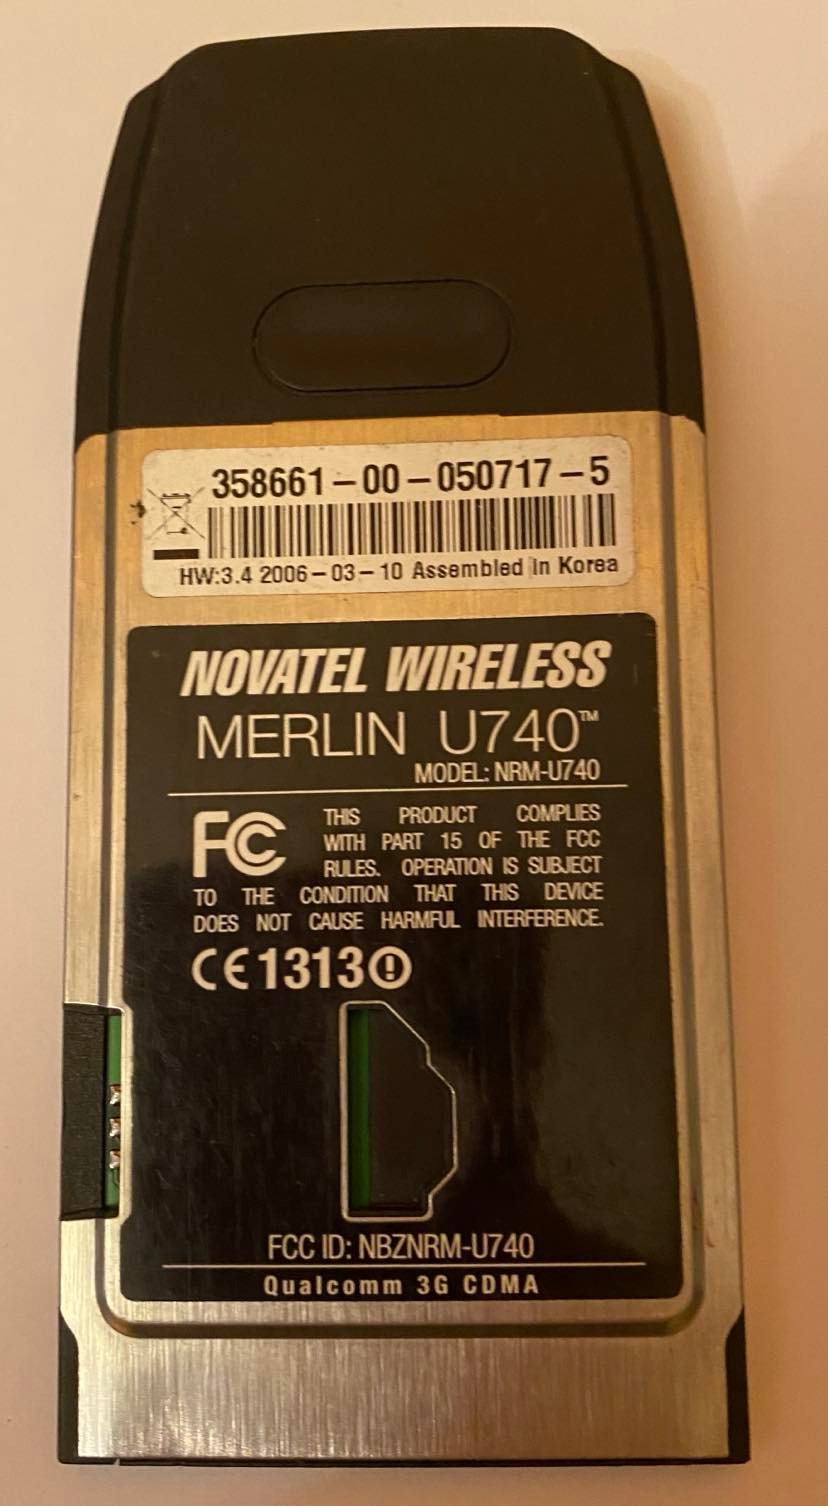 358661-00-050717-5
HW:3.4 2006-03-10 Assembled in Korea
NOVATEL WIRELESS
MERLIN U740™
MODEL: NRM-U740
FC THIS PRODUCT COMPLIES
WITH PART 15 OF THE FCC
RULES. OPERATION IS SUBJECT
TO THE CONDITION THAT THIS DEVICE
DOES NOT CAUSE HARMFUL INTERFERENCE.
CE1313!
FCC ID: NBZNRM-U740
Qualcomm 3G CDMA